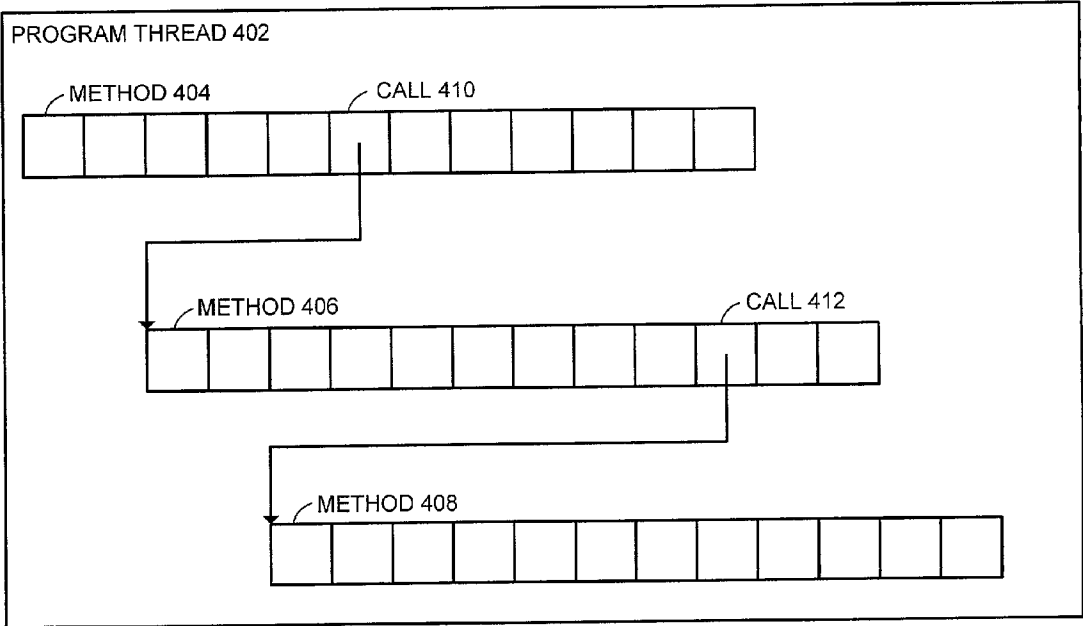 PROGRAM THREAD 402
METHOD 404
CALL 410
METHOD 406
CALL 412
METHOD 408